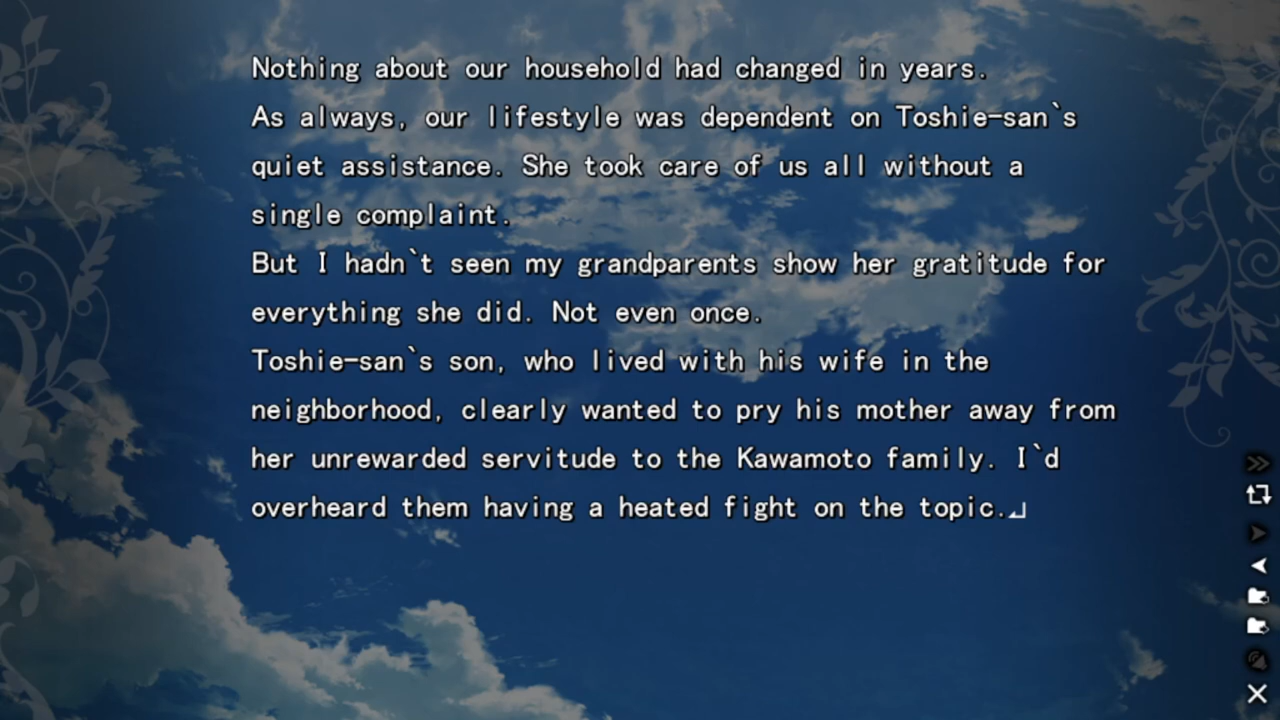 Nothing about our household had changed in years.
As always, our lifestyle was dependent on Toshie-san`s
quiet assistance. She took care of us all without a
single complaint.
But I hadn`t seen my grandparents show her gratitude for
everything she did. Not even once.
Toshie-san`s son, who lived with his wife in the
neighborhood, clearly wanted to pry his mother away from
her unrewarded servitude to the Kawamoto family. I`d
overheard them having a heated fight on the topic.